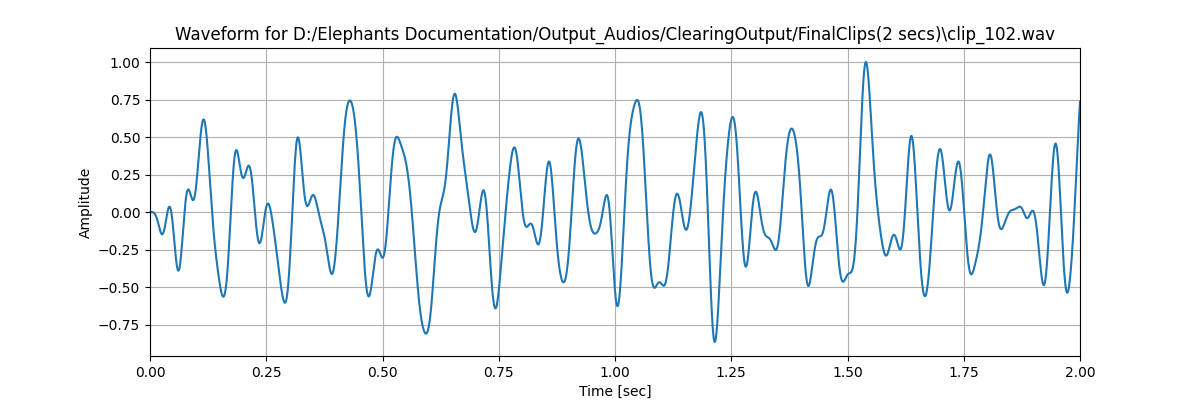 Waveform for D:/Elephants Documentation/Output_Audios/ClearingOutput/FinalClips(2 secs)\clip_102.wav
Amplitude
1.00
0.75
0.50
0.25
0.00
−0.25
−0.50
−0.75
0.00 0.25 0.50 0.75 1.00 1.25 1.50 1.75 2.00
Time [sec]